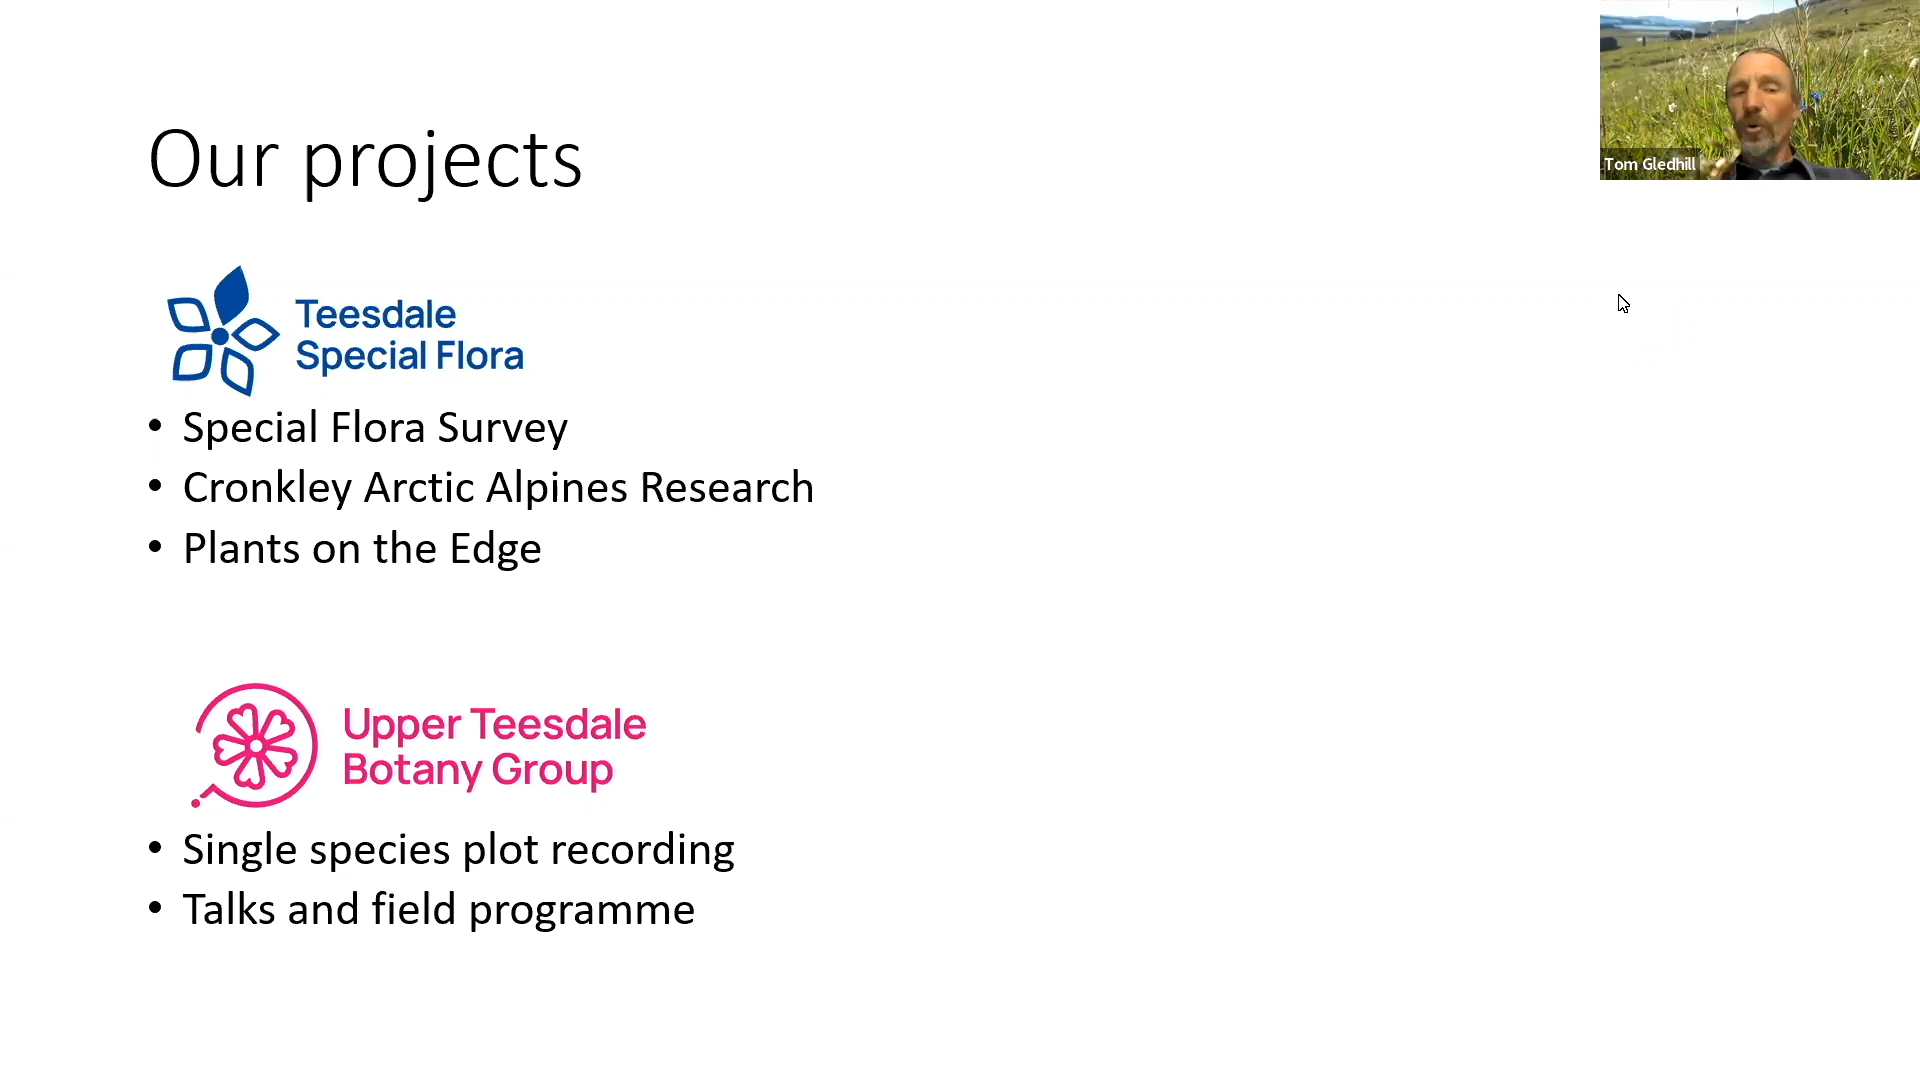 Our projects
Tom Gledhill
Teesdale
Special Flora
• Special Flora Survey
• Cronkley Arctic Alpines Research
• Plants on the Edge
Upper Teesdale
Botany Group
• Single species plot recording
• Talks and field programme